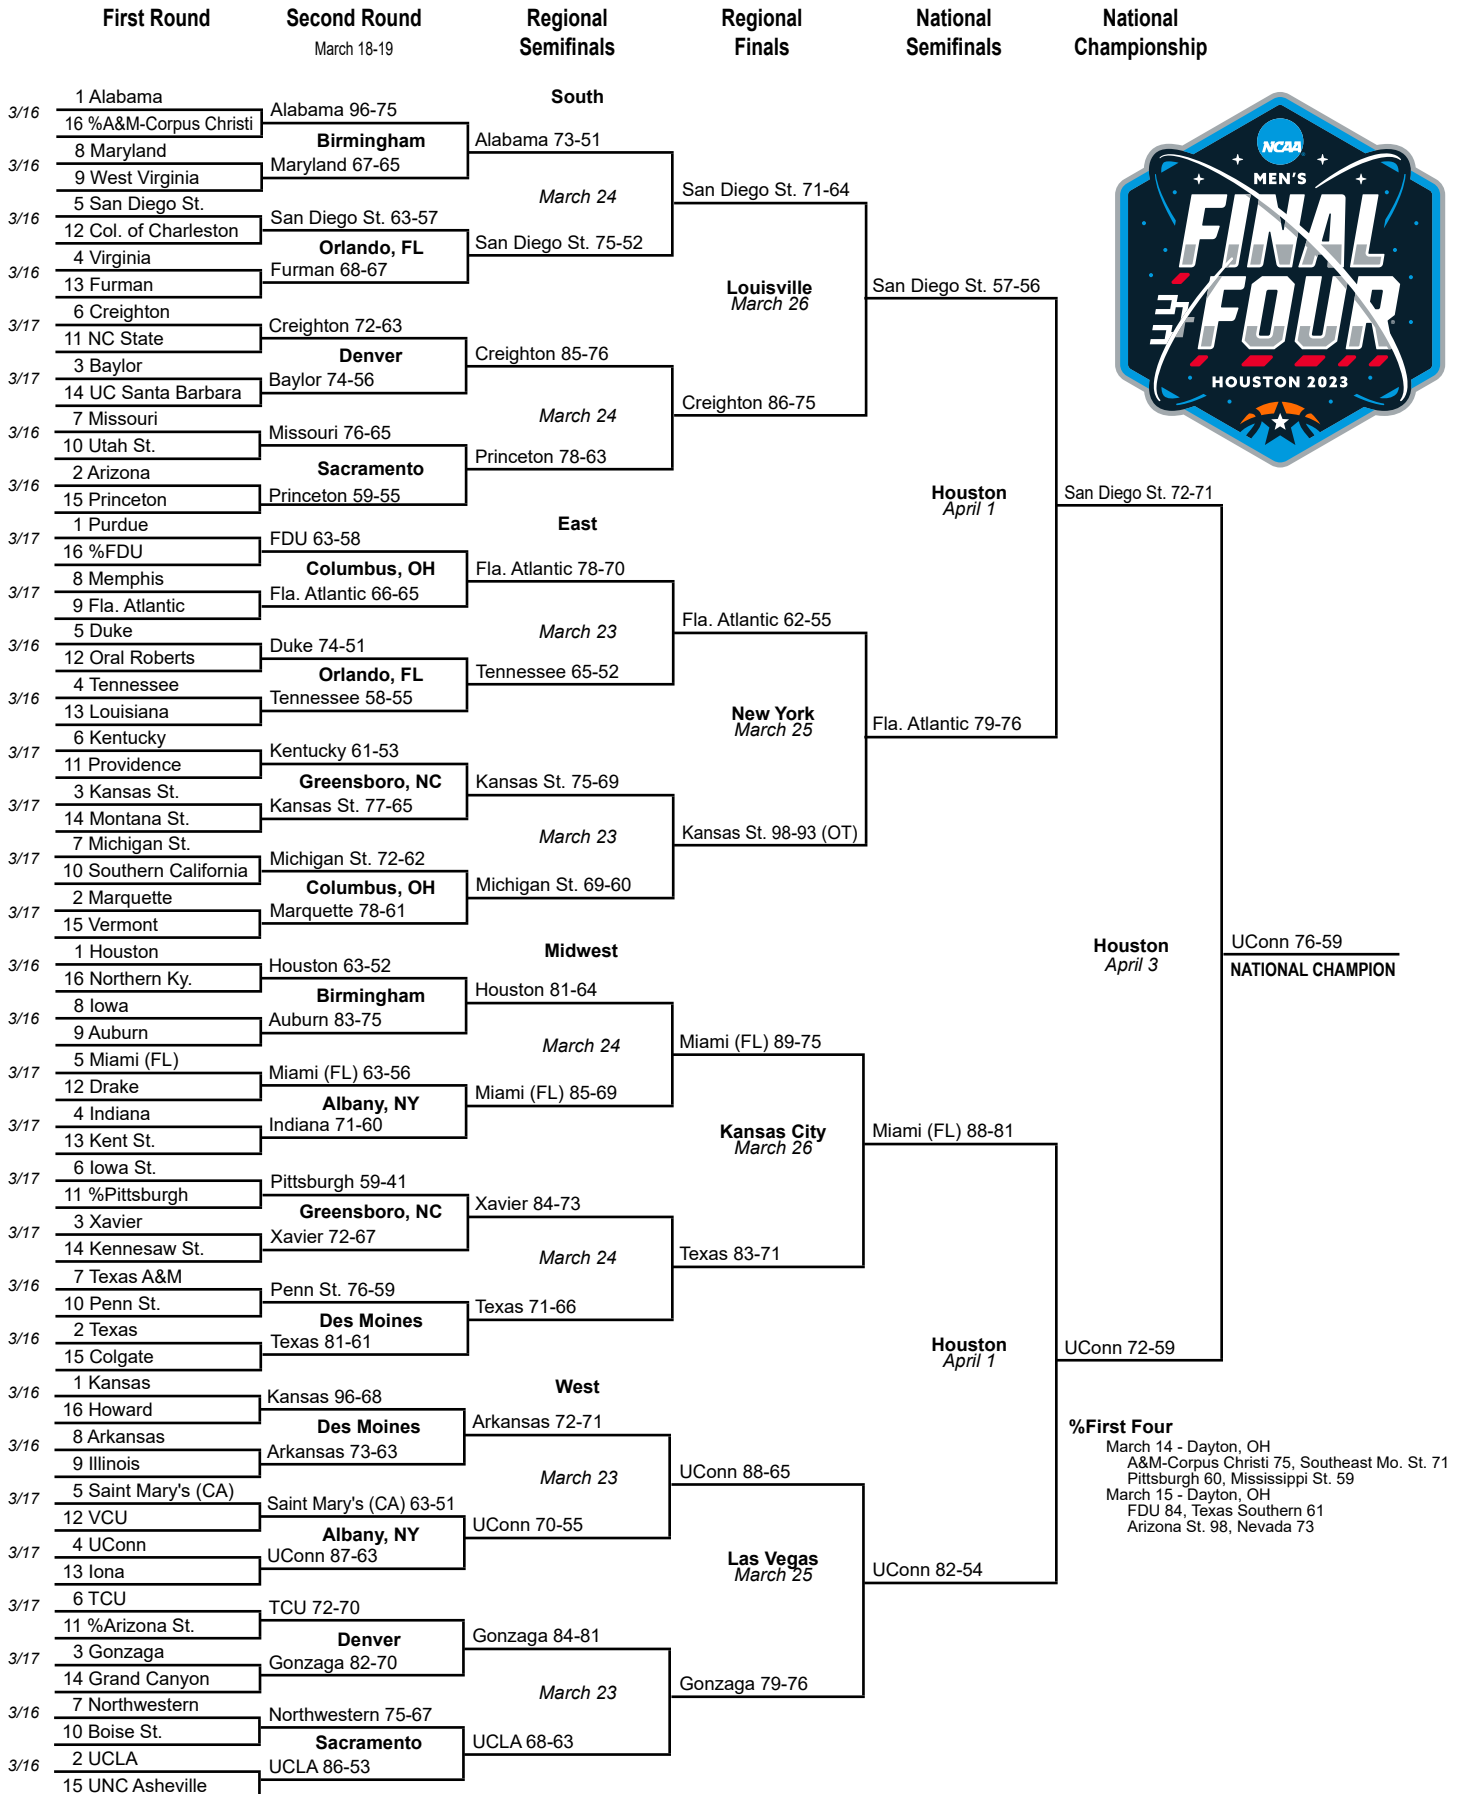 First Round
Second Round
March 18-19
Regional
Semifinals
Regional
Finals
National
Semifinals
National
Championship
South
3/16
1 Alabama
16 %A&M-Corpus Christi
3/16
8 Maryland
9 West Virginia
3/16
5 San Diego St.
12 Col. of Charleston
3/16
4 Virginia
13 Furman
3/17
6 Creighton
11 NC State
3/17
3 Baylor
14 UC Santa Barbara
3/16
7 Missouri
10 Utah St.
3/16
2 Arizona
15 Princeton
Alabama 96-75
Birmingham
Maryland 67-65
San Diego St. 63-57
Orlando, FL
Furman 68-67
Creighton 72-63
Denver
Baylor 74-56
Missouri 76-65
Sacramento
Princeton 59-55
Alabama 73-51
March 24
San Diego St. 75-52
Creighton 85-76
March 24
Princeton 78-63
San Diego St. 71-64
Louisville
March 26
Creighton 86-75
East
3/17
1 Purdue
16 %FDU
3/17
8 Memphis
9 Fla. Atlantic
3/16
5 Duke
12 Oral Roberts
3/16
4 Tennessee
13 Louisiana
3/17
6 Kentucky
11 Providence
3/17
3 Kansas St.
14 Montana St.
3/17
7 Michigan St.
10 Southern California
3/17
2 Marquette
15 Vermont
FDU 63-58
Columbus, OH
Fla. Atlantic 66-65
Duke 74-51
Orlando, FL
Tennessee 58-55
Kentucky 61-53
Greensboro, NC
Kansas St. 77-65
Michigan St. 72-62
Columbus, OH
Marquette 78-61
Fla. Atlantic 78-70
March 23
Tennessee 65-52
Kansas St. 75-69
March 23
Michigan St. 69-60
Fla. Atlantic 62-55
New York
March 25
Kansas St. 98-93 (OT)
Midwest
3/16
1 Houston
16 Northern Ky.
3/16
8 Iowa
9 Auburn
3/17
5 Miami (FL)
12 Drake
3/17
4 Indiana
13 Kent St.
3/17
6 Iowa St.
11 %Pittsburgh
3/17
3 Xavier
14 Kennesaw St.
3/16
7 Texas A&M
10 Penn St.
3/16
2 Texas
15 Colgate
Houston 63-52
Birmingham
Auburn 83-75
Miami (FL) 63-56
Albany, NY
Indiana 71-60
Pittsburgh 59-41
Greensboro, NC
Xavier 72-67
Penn St. 76-59
Des Moines
Texas 81-61
Houston 81-64
March 24
Miami (FL) 85-69
Xavier 84-73
March 24
Texas 71-66
Miami (FL) 89-75
Kansas City
March 26
Texas 83-71
West
3/16
1 Kansas
16 Howard
3/16
8 Arkansas
9 Illinois
3/17
5 Saint Mary's (CA)
12 VCU
3/17
4 UConn
13 Iona
3/17
6 TCU
11 %Arizona St.
3/17
3 Gonzaga
14 Grand Canyon
3/16
7 Northwestern
10 Boise St.
3/16
2 UCLA
15 UNC Asheville
Kansas 96-68
Des Moines
Arkansas 73-63
Saint Mary's (CA) 63-51
Albany, NY
UConn 87-63
TCU 72-70
Denver
Gonzaga 82-70
Northwestern 75-67
Sacramento
UCLA 86-53
Arkansas 72-71
March 23
UConn 70-55
Gonzaga 84-81
March 23
UCLA 68-63
UConn 88-65
Las Vegas
March 25
Gonzaga 79-76
San Diego St. 57-56
Houston
April 1
Fla. Atlantic 79-76
Miami (FL) 88-81
Houston
April 1
UConn 82-54
San Diego St. 72-71
Houston
April 3
UConn 72-59
UConn 76-59
NATIONAL CHAMPION
NCAA
MEN'S
FINAL
FOUR
HOUSTON 2023
%First Four
March 14 - Dayton, OH
A&M-Corpus Christi 75, Southeast Mo. St. 71
Pittsburgh 60, Mississippi St. 59
March 15 - Dayton, OH
FDU 84, Texas Southern 61
Arizona St. 98, Nevada 73